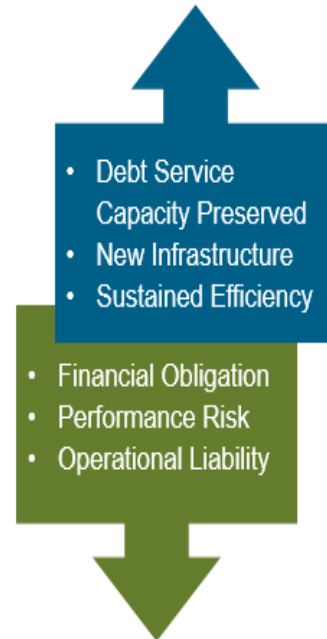 • Debt Service
Capacity Preserved
• New Infrastructure
• Sustained Efficiency
• Financial Obligation
• Performance Risk
• Operational Liability